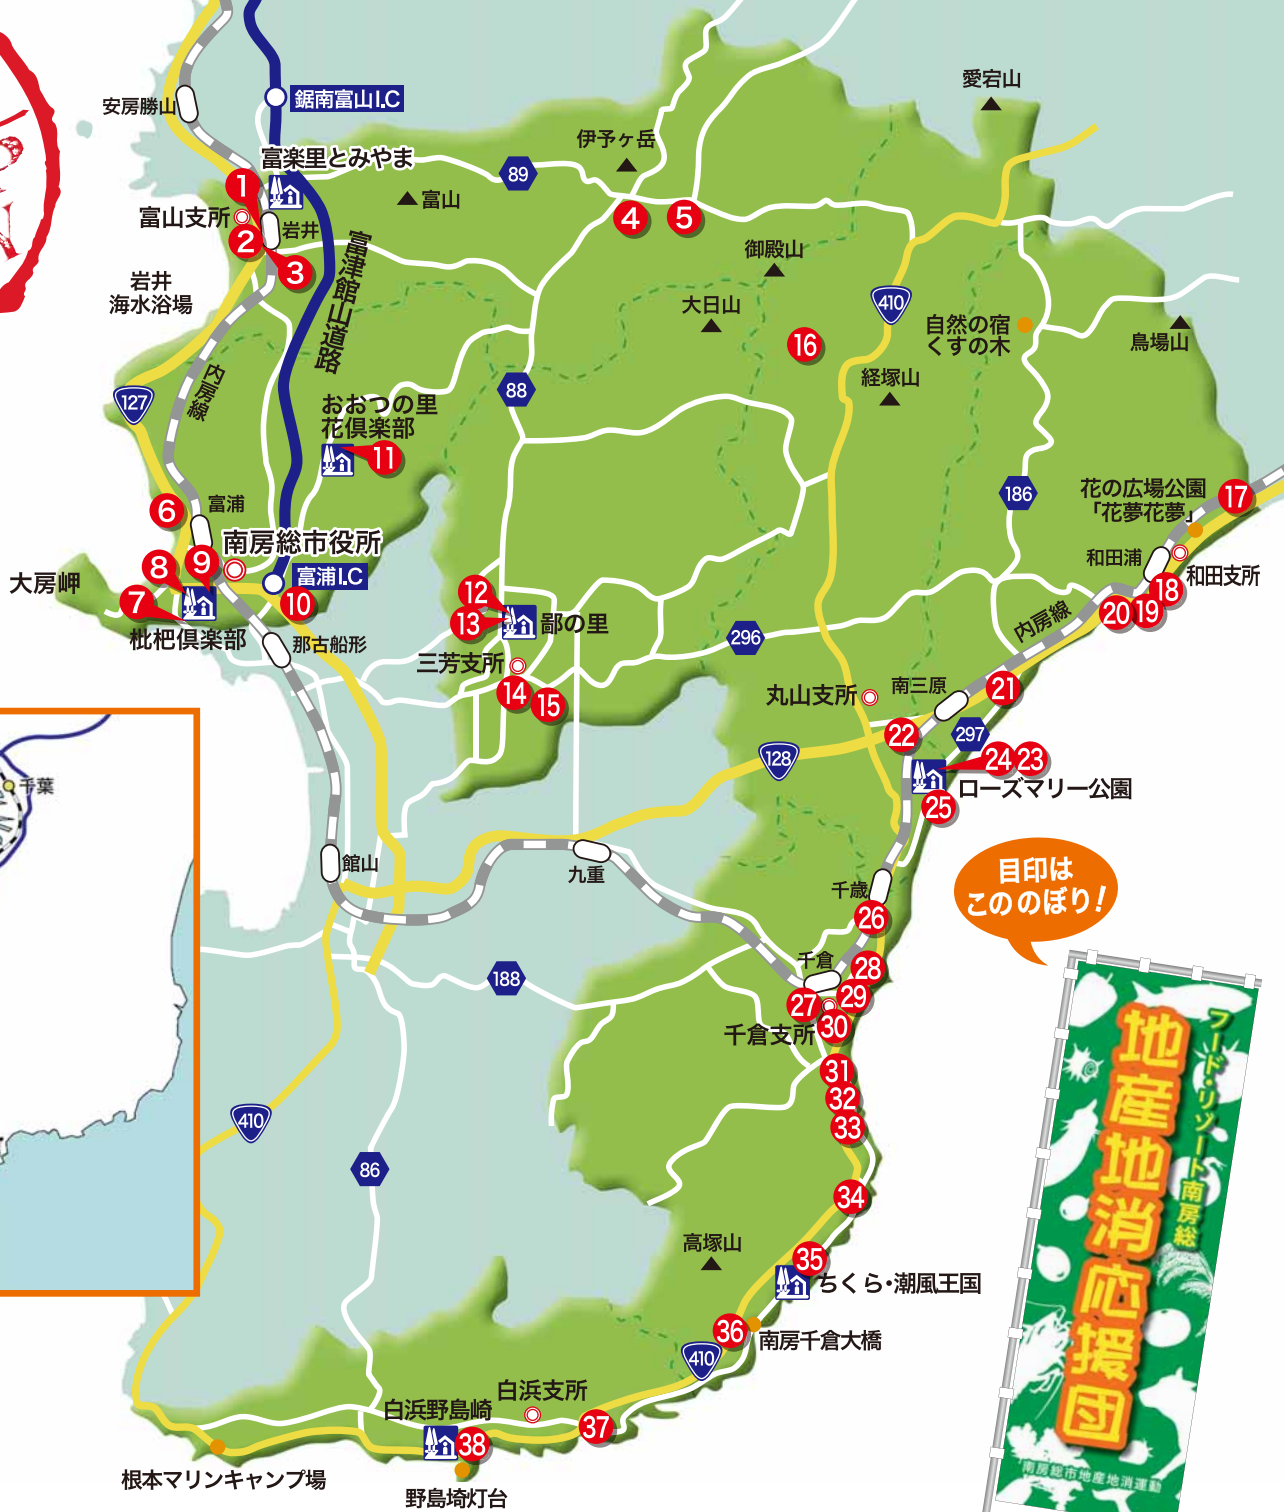 愛宕山
安房勝山
鋸南富山I.C
伊予ヶ岳
富楽里とみやま
89
富山
1
富山支所
2
岩井
3
4
5
岩井
海水浴場
富津館山道路
御殿山
大日山
410
16
自然の宿
くすの木
烏場山
経塚山
127
内房線
88
おおつの里
花倶楽部
11
186
花の広場公園
「花夢花夢」
17
6
富浦
南房総市役所
和田浦
和田支所
大房岬
8
9
富浦I.C
7
10
枇杷倶楽部
那古船形
12
13
鄙の里
三芳支所
14
15
296
内房線
18
19
20
丸山支所
南三原
21
22
297
24
23
ローズマリー公園
25
128
千葉
館山
九重
千歳
26
目印は
こののぼり!
千倉
28
29
27
30
千倉支所
188
31
32
33
410
86
34
高塚山
35
ちくら・潮風王国
36
南房千倉大橋
410
白浜支所
白浜野島崎
37
38
根本マリンキャンプ場
野島埼灯台
フード・リゾート南房総
地産地消応援団
南房総市地産地消運動